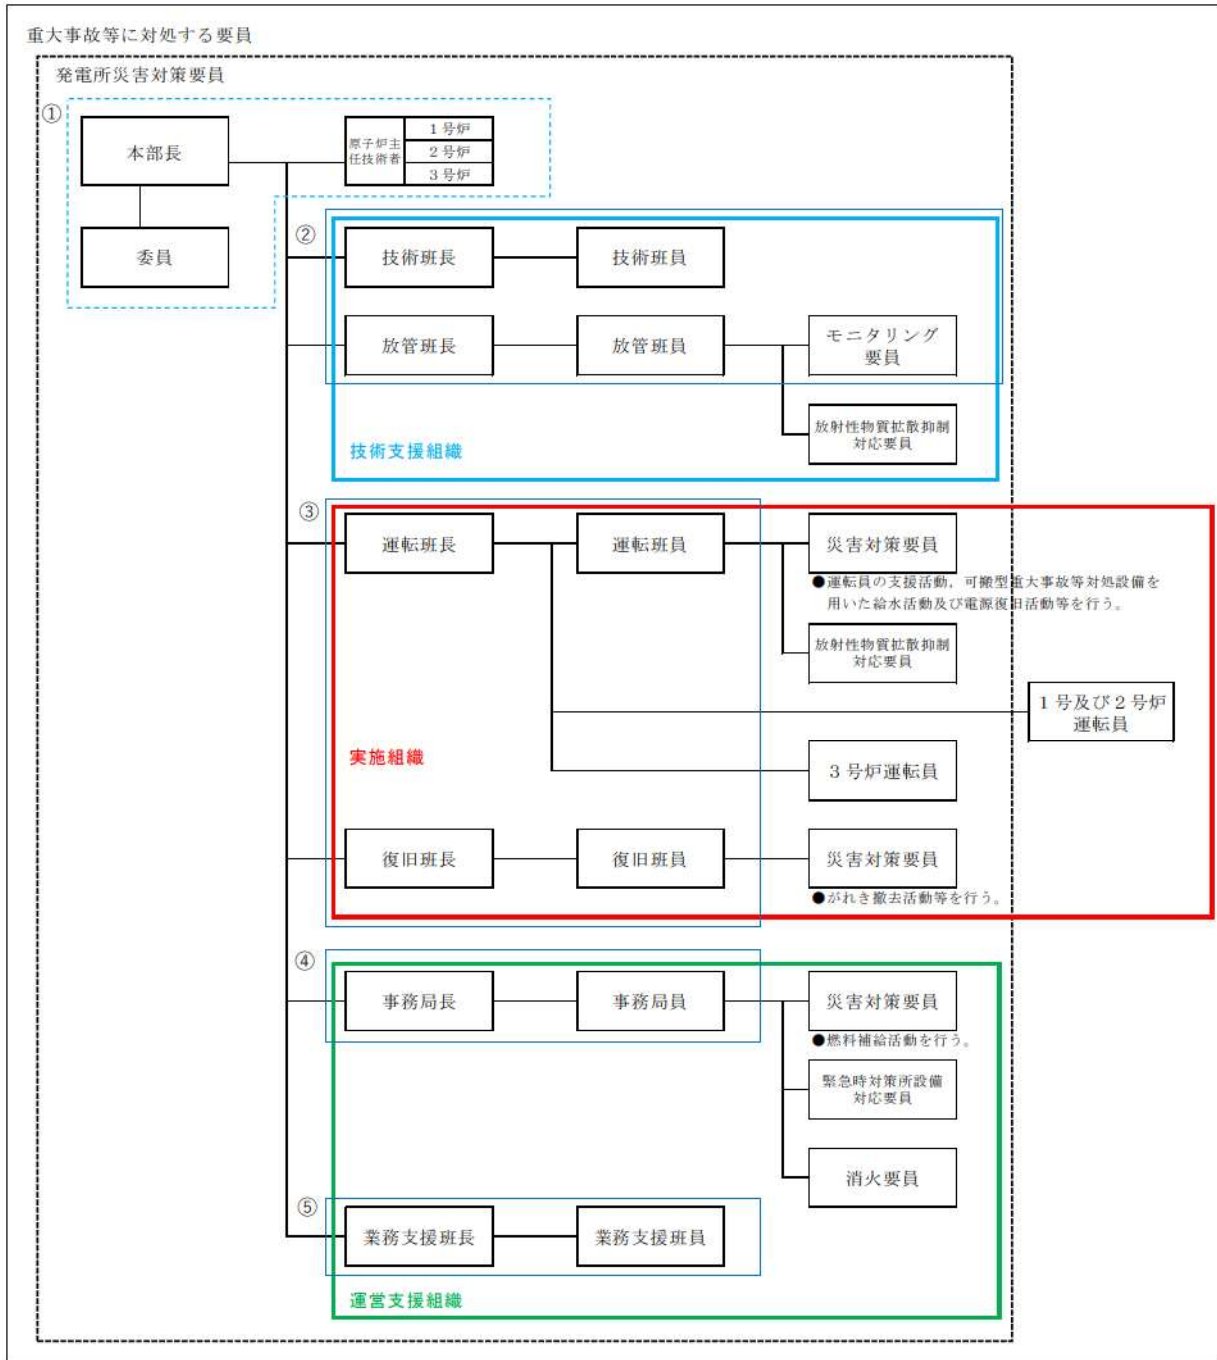 重大事故等に対処する要員
発電所災害対策要員
①
本部長
原子炉主
任技術者
1号炉
2号炉
3号炉
委員
②
技術班長
技術班員
放管班長
放管班員
モニタリング
要員
放射性物質拡散抑制
対応要員
技術支援組織
③
運転班長
運転班員
災害対策要員
●運転員の支援活動，可搬型重大事故等対処設備を
用いた給水活動及び電源復旧活動等を行う。
放射性物質拡散抑制
対応要員
1号及び2号炉
運転員
実施組織
3号炉運転員
復旧班長
復旧班員
災害対策要員
●がれき撤去活動等を行う。
④
事務局長
事務局員
災害対策要員
●燃料補給活動を行う。
緊急時対策所設備
対応要員
消火要員
⑤
業務支援班長
業務支援班員
運営支援組織